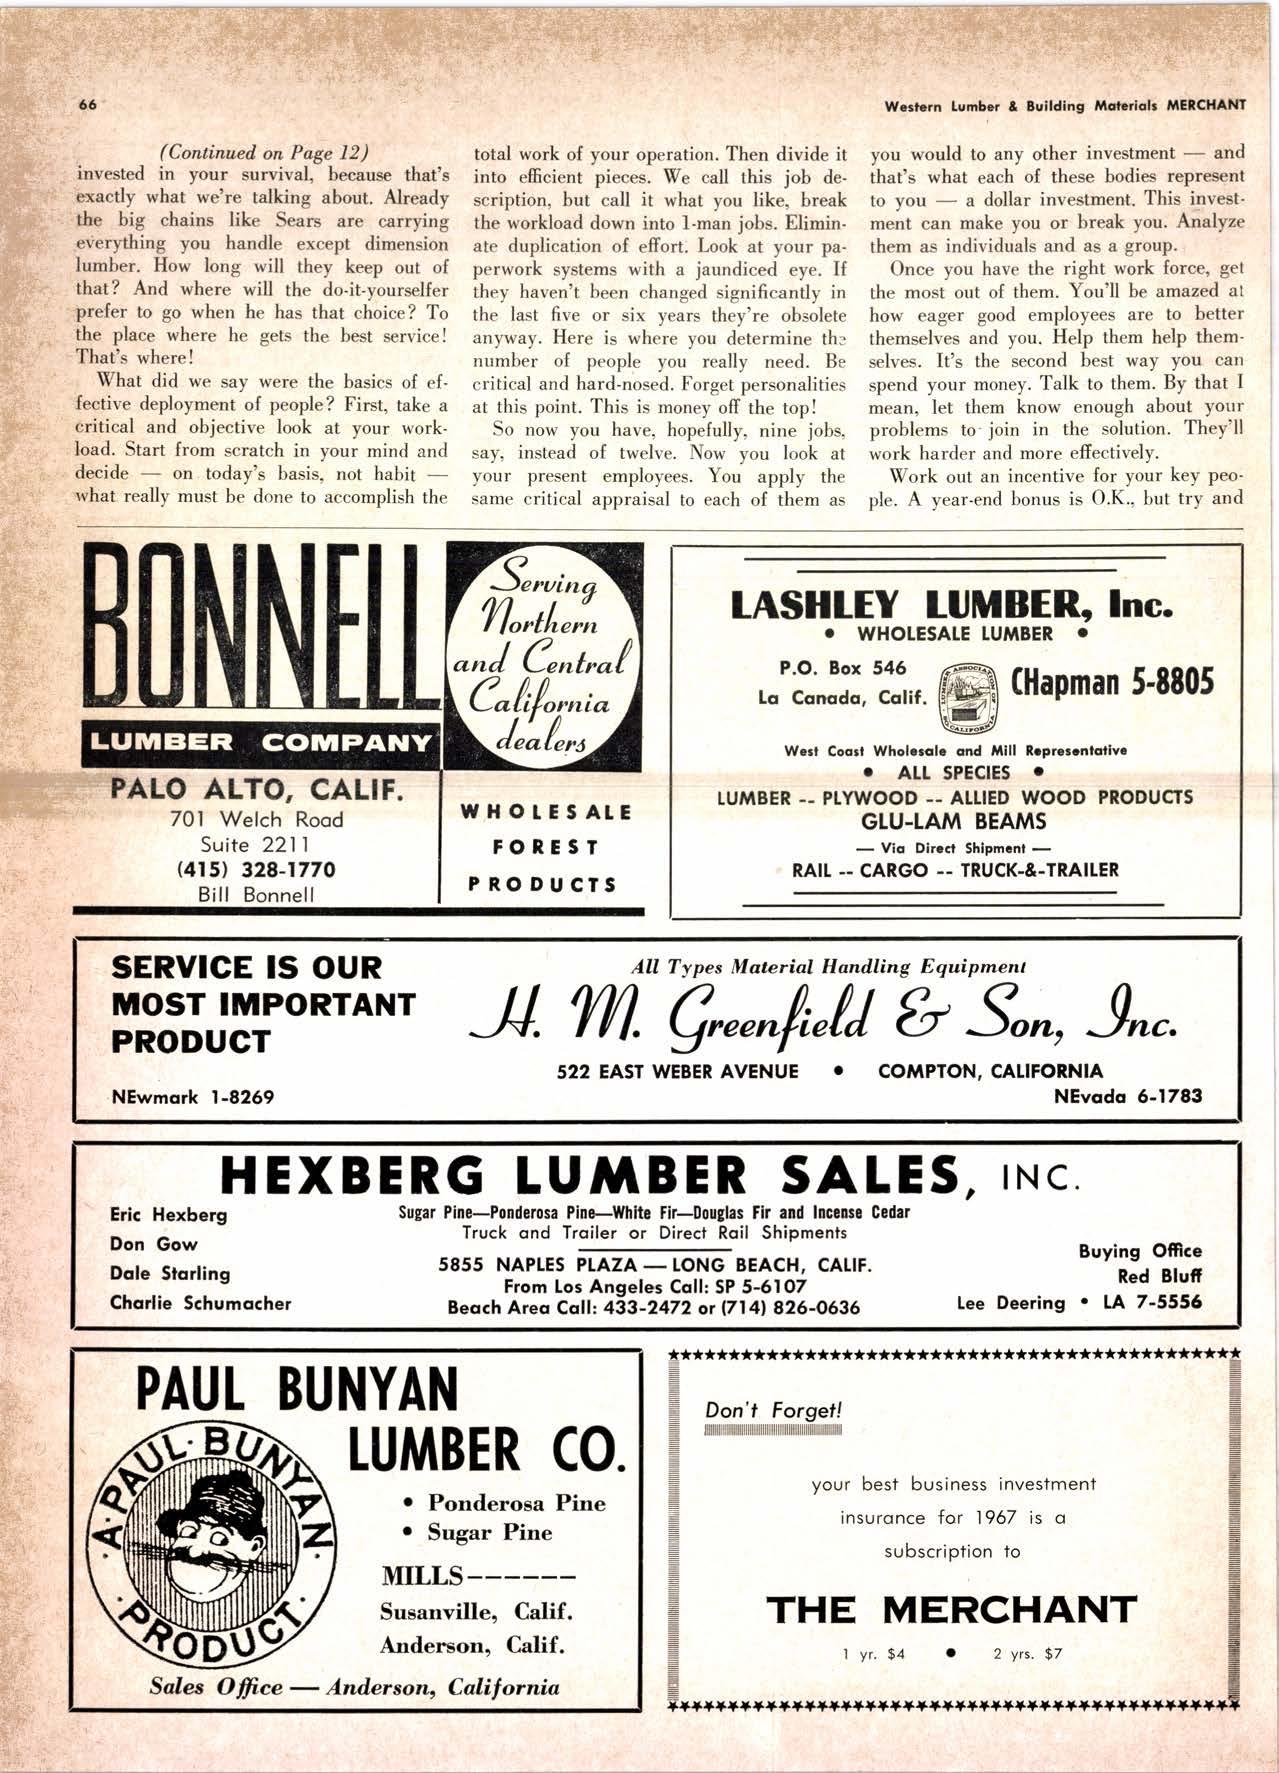 66
Western Lumber & Building Materials MERCHANT
(Continued on Page 12)
invested in your survival, because that's
exactly what we're talking about. Already
the big chains like Sears are carrying
everything you handle except dimension
lumber. How long will they keep out of
that? And where will the do-it-yourselfer
prefer to go when he has that choice? To
the place where he gets the best service!
That's where!
What did we say were the basics of ef-
fective deployment of people? First, take a
critical and objective look at your work-
load. Start from scratch in your mind and
decide — on today's basis, not habit —
what really must be done to accomplish the
total work of your operation. Then divide it
into efficient pieces. We call this job de-
scription, but call it what you like, break
the workload down into 1-man jobs. Elimin-
ate duplication of effort. Look at your pa-
perwork systems with a jaundiced eye. If
they haven't been changed significantly in
the last five or six years they're obsolete
anyway. Here is where you determine the
number of people you really need. Be
critical and hard-nosed. Forget personalities
at this point. This is money off the top!
So now you have, hopefully, nine jobs,
say, instead of twelve. Now you look at
your present employees. You apply the
same critical appraisal to each of them as
you would to any other investment — and
that's what each of these bodies represent
to you — a dollar investment. This invest-
ment can make you or break you. Analyze
them as individuals and as a group.
Once you have the right work force, get
the most out of them. You'll be amazed at
how eager good employees are to better
themselves and you. Help them help them-
selves. It's the second best way you can
spend your money. Talk to them. By that I
mean, let them know enough about your
problems to join in the solution. They'll
work harder and more effectively.
Work out an incentive for your key peo-
ple. A year-end bonus is O.K., but try and
BONNELL
LUMBER COMPANY
PALO ALTO, CALIF.
701 Welch Road
Suite 2211
(415) 328-1770
Bill Bonnell
Serving
Northern
and Central
California
dealers
WHOLESALE
FOREST
PRODUCTS
LASHLEY LUMBER, Inc.
• WHOLESALE LUMBER •
P.O. Box 546
La Canada, Calif.
LUMBER ASSOCIATION OF SO. CALIFORNIA
CHapman 5-8805
West Coast Wholesale and Mill Representative
• ALL SPECIES •
LUMBER -- PLYWOOD -- ALLIED WOOD PRODUCTS
GLU-LAM BEAMS
— Via Direct Shipment —
RAIL -- CARGO -- TRUCK-&-TRAILER
SERVICE IS OUR
MOST IMPORTANT
PRODUCT
NEwmark 1-8269
All Types Material Handling Equipment
H. M. Greenfield & Son, Inc.
522 EAST WEBER AVENUE • COMPTON, CALIFORNIA
NEvada 6-1783
HEXBERG LUMBER SALES, INC.
Eric Hexberg
Don Gow
Dale Starling
Charlie Schumacher
Sugar Pine—Ponderosa Pine—White Fir—Douglas Fir and Incense Cedar
Truck and Trailer or Direct Rail Shipments
5855 NAPLES PLAZA — LONG BEACH, CALIF.
From Los Angeles Call: SP 5-6107
Beach Area Call: 433-2472 or (714) 826-0636
Buying Office
Red Bluff
Lee Deering • LA 7-5556
PAUL BUNYAN
LUMBER CO.
A·PAUL·BUNYAN·
·PRODUCT·
• Ponderosa Pine
• Sugar Pine
MILLS------
Susanville, Calif.
Anderson, Calif.
Sales Office — Anderson, California
Don't Forget!
your best business investment
insurance for 1967 is a
subscription to
THE MERCHANT
1 yr. $4 • 2 yrs. $7